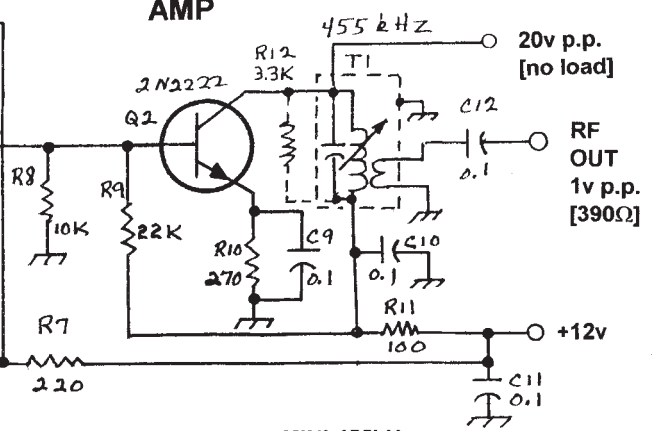 AMP
455 kHZ
20v p.p.
[no load]
R12
3.3K
T1
2N2222
Q2
C12
0.1
RF
OUT
1v p.p.
[390Ω]
R8
10K
R9
22K
R10
270
C9
0.1
C10
0.1
R11
100
+12v
R7
220
C11
0.1